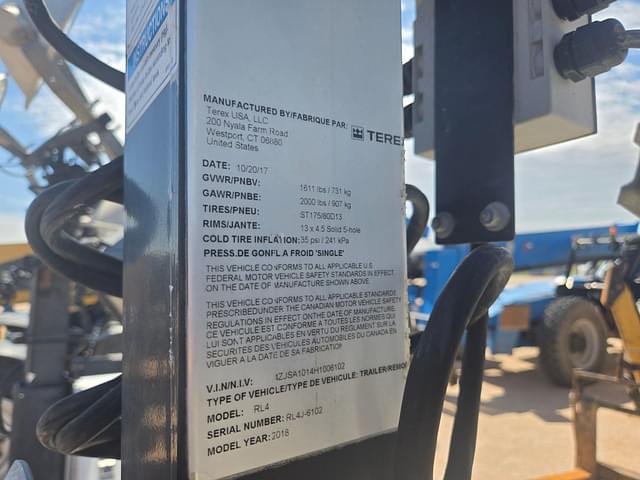 INSTRUCTIONS
MANUFACTURED BY/FABRIQUE PAR:
Terex USA, LLC
200 Nyala Farm Road
Westport, CT 06880
United States
TEREX
DATE: 10/20/17
GVWR/PNBV: 1611 lbs / 731 kg
GAWR/PNBE: 2000 lbs / 907 kg
TIRES/PNEU: ST175/80D13
RIMS/JANTE: 13 x 4.5 Solid 5-hole
COLD TIRE INFLATION: 35 psi / 241 kPa
PRESS.DE GONFL A FROID 'SINGLE'
THIS VEHICLE CONFORMS TO ALL APPLICABLE U.S.
FEDERAL MOTOR VEHICLE SAFETY STANDARDS IN EFFECT
ON THE DATE OF MANUFACTURE SHOWN ABOVE.
THIS VEHICLE CONFORMS TO ALL APPLICABLE STANDARDS
PRESCRIBEDUNDER THE CANADIAN MOTOR VEHICLE SAFETY
REGULATIONS IN EFFECT ON THE DATE OF MANUFACTURE.
CE VEHICULE EST CONFORME A TOUTES LES NORMES QUI
LUI SONT APPLICABLES EN VERTU DU REGLEMENT SUR LA
SECURITES DES VEHICULES AUTOMOBILES DU CANADA EN
VIGUER A LA DATE DE SA FABRICATION
V.I.N/N.I.V: 4ZJSA1014H1006102
TYPE OF VEHICLE/TYPE DE VEHICULE: TRAILER/REMOR
MODEL: RL4
SERIAL NUMBER: RL4J-6102
MODEL YEAR: 2018